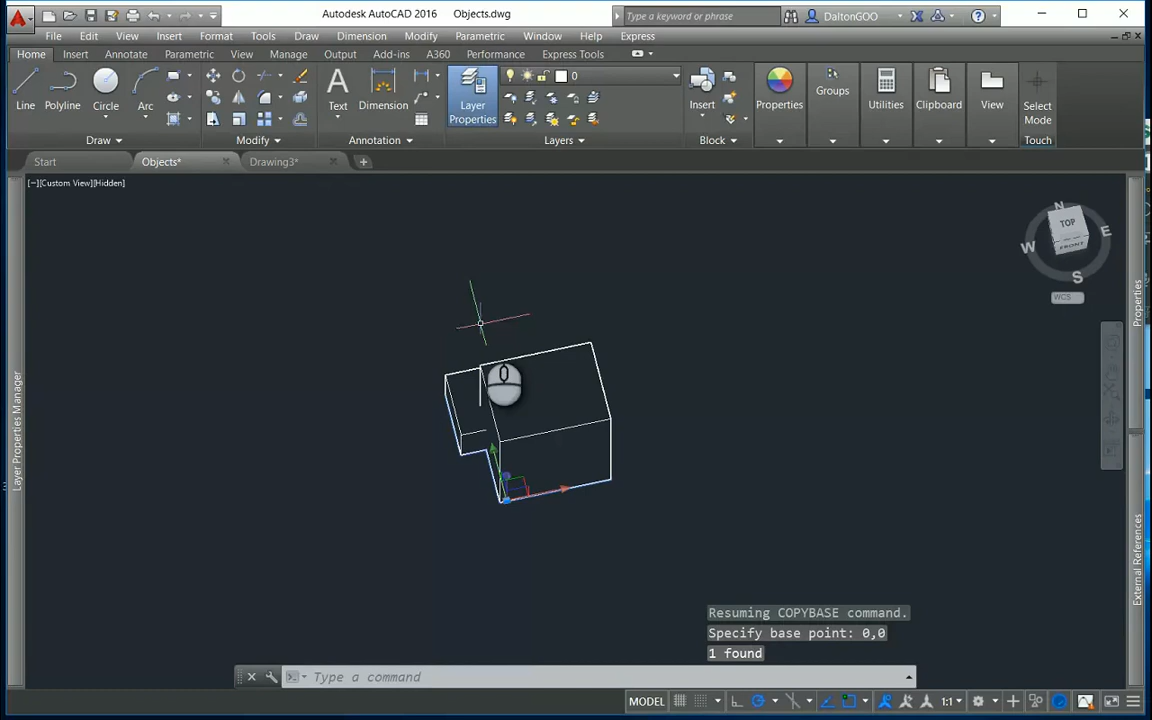 Autodesk AutoCAD 2016 Objects.dwg
Type a keyword or phrase
DaltonGOO
File Edit View Insert Format Tools Draw Dimension Modify Parametric Window Help Express
Home Insert Annotate Parametric View Manage Output Add-ins A360 Performance Express Tools
0
Line Polyline Circle Arc
Text Dimension
Layer Properties
Insert
Properties Groups Utilities Clipboard View
Select Mode
Draw Modify Annotation Layers Block Touch
Start Objects* Drawing3*
[−][Custom View][Hidden]
N
TOP
FRONT
W E
S
WCS
Layer Properties Manager
Properties
External References
Resuming COPYBASE command.
Specify base point: 0,0
1 found
Type a command
MODEL 1:1